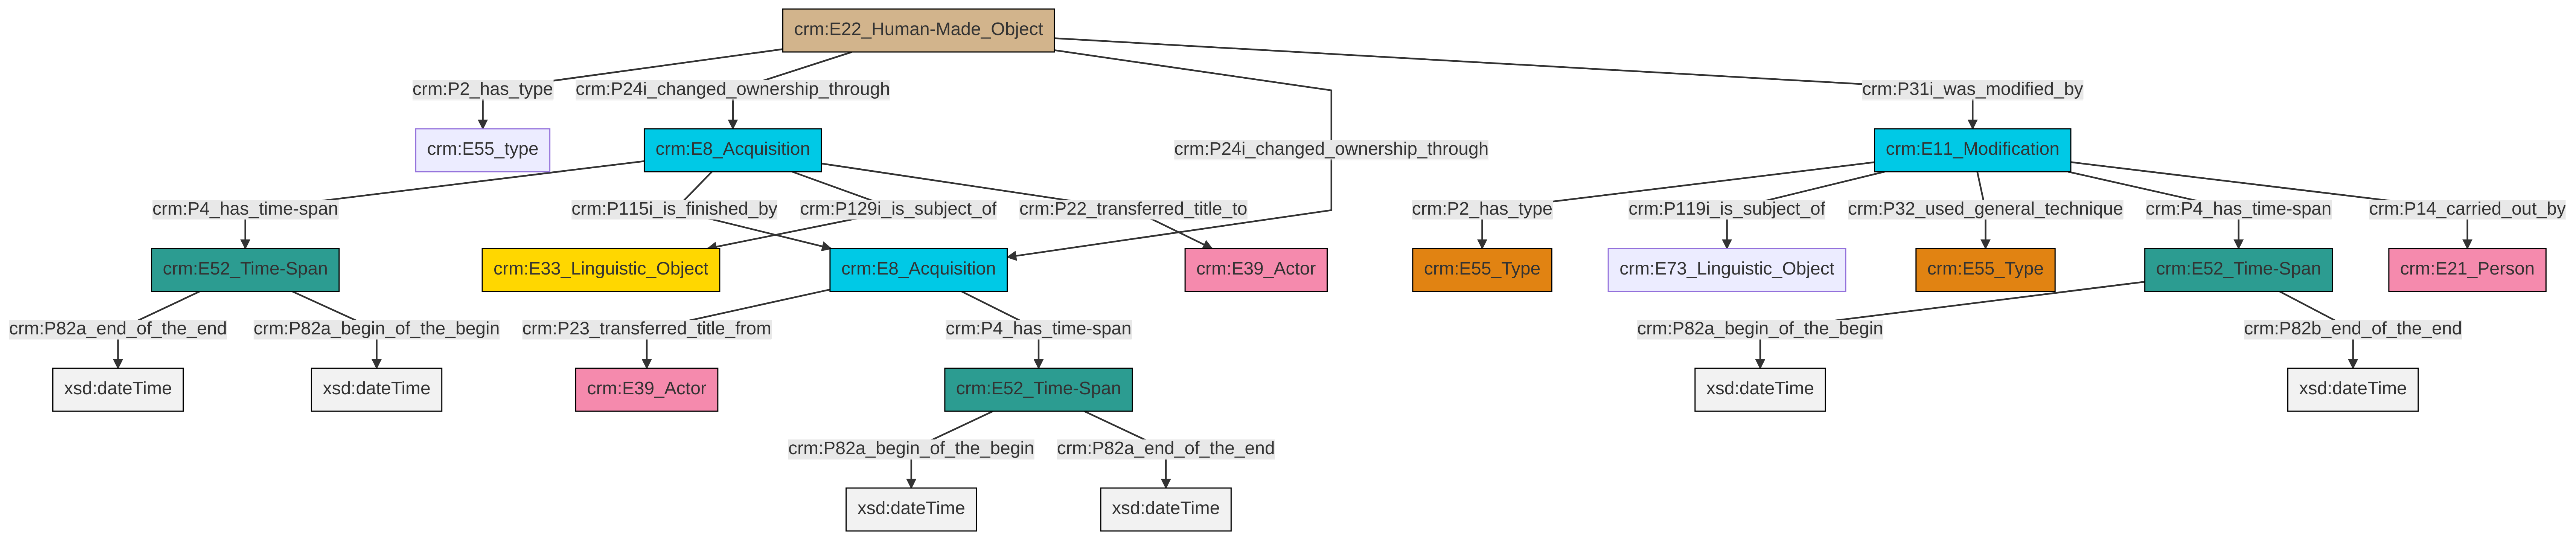 crm:E22_Human-Made_Object
crm:P2_has_type
crm:P24i_changed_ownership_through
crm:P31i_was_modified_by
crm:E55_type
crm:E8_Acquisition
crm:P24i_changed_ownership_through
crm:E11_Modification
crm:P4_has_time-span
crm:P115i_is_finished_by
crm:P129i_is_subject_of
crm:P22_transferred_title_to
crm:P2_has_type
crm:P119i_is_subject_of
crm:P32_used_general_technique
crm:P4_has_time-span
crm:P14_carried_out_by
crm:E52_Time-Span
crm:E33_Linguistic_Object
crm:E8_Acquisition
crm:E39_Actor
crm:E55_Type
crm:E73_Linguistic_Object
crm:E55_Type
crm:E52_Time-Span
crm:E21_Person
crm:P82a_end_of_the_end
crm:P82a_begin_of_the_begin
crm:P23_transferred_title_from
crm:P4_has_time-span
crm:P82a_begin_of_the_begin
crm:P82b_end_of_the_end
xsd:dateTime
xsd:dateTime
crm:E39_Actor
crm:E52_Time-Span
xsd:dateTime
xsd:dateTime
crm:P82a_begin_of_the_begin
crm:P82a_end_of_the_end
xsd:dateTime
xsd:dateTime